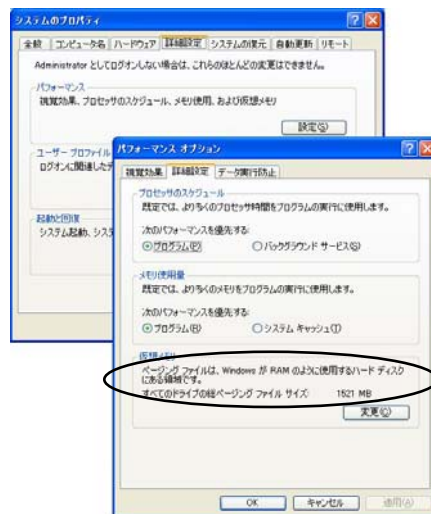 システムのプロパティ
全般 コンピュータ名 ハードウェア 詳細設定 システムの復元 自動更新 リモート
Administrator としてログオンしない場合は、これらのほとんどの変更はできません。
パフォーマンス
視覚効果、プロセッサのスケジュール、メモリ使用、および仮想メモリ
設定(S)
ユーザー プロファイル
ログオンに関連したデ
起動と回復
システム起動、シス
パフォーマンス オプション
視覚効果 詳細設定 データ実行防止
プロセッサのスケジュール
既定では、より多くのプロセッサ時間をプログラムの実行に使用します。
次のパフォーマンスを優先する:
プログラム(P) バックグラウンド サービス(S)
メモリ使用量
既定では、より多くのメモリをプログラムの実行に使用します。
次のパフォーマンスを優先する:
プログラム(R) システム キャッシュ(T)
仮想メモリ
ページング ファイルは、Windows が RAM のように使用するハード ディスク
にある領域です。
すべてのドライブの総ページング ファイル サイズ: 1521 MB
変更(C)
OK キャンセル 適用(A)